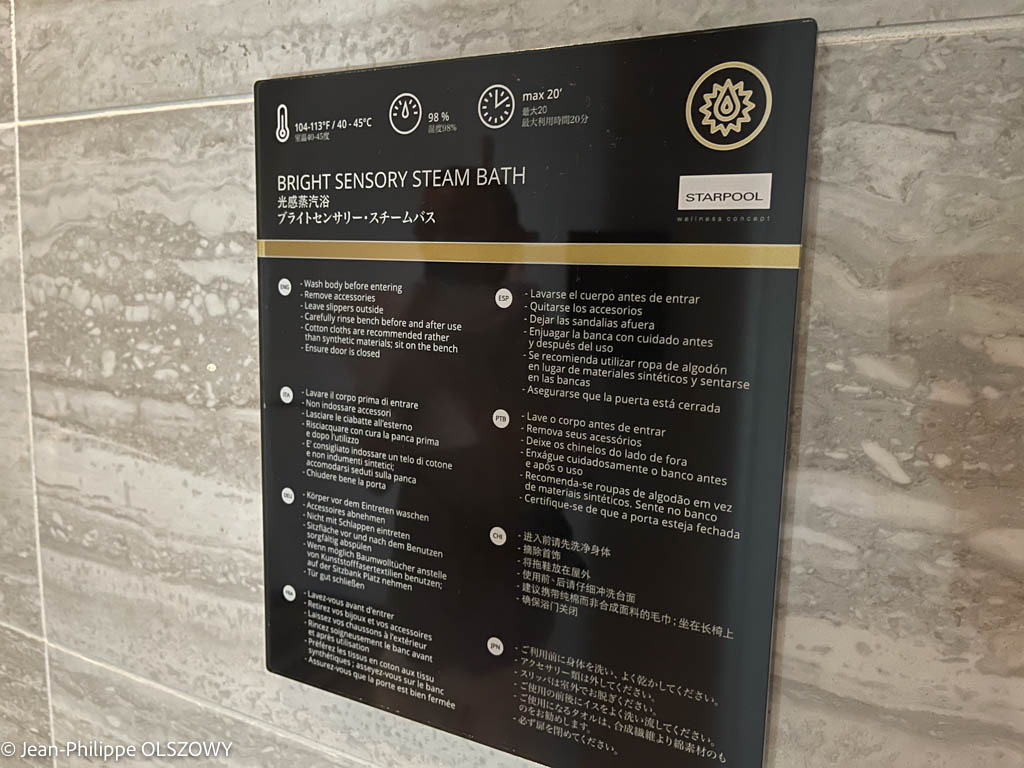 104-113°F / 40 - 45°C
室温40-45度
98 %
湿度98%
max 20'
最大20
最大利用時間20分
BRIGHT SENSORY STEAM BATH
光感蒸汽浴
ブライトセンサリー・スチームバス
STARPOOL
wellness concept
ENG
- Wash body before entering
- Remove accessories
- Leave slippers outside
- Carefully rinse bench before and after use
- Cotton cloths are recommended rather
than synthetic materials; sit on the bench
- Ensure door is closed
ITA
- Lavare il corpo prima di entrare
- Non indossare accessori
- Lasciare le ciabatte all'esterno
- Risciacquare con cura la panca prima
e dopo l'utilizzo
- E' consigliato indossare un telo di cotone
e non indumenti sintetici;
accomodarsi seduti sulla panca
- Chiudere bene la porta
DEU
- Körper vor dem Eintreten waschen
- Accessoires abnehmen
- Nicht mit Schlappen eintreten
- Sitzfläche vor und nach dem Benutzen
sorgfältig abspülen
- Wenn möglich Baumwolltücher anstelle
von Kunststofffasertextilien benutzen;
auf der Sitzbank Platz nehmen
- Tür gut schließen
FRA
- Lavez-vous avant d'entrer
- Retirez vos bijoux et vos accessoires
- Laissez vos chaussons à l'extérieur
- Rincez soigneusement le banc avant
et après utilisation
- Préférez les tissus en coton aux tissu
synthétiques ; asseyez-vous sur le banc
- Assurez-vous que la porte est bien fermée
ESP
- Lavarse el cuerpo antes de entrar
- Quitarse los accesorios
- Dejar las sandalias afuera
- Enjuagar la banca con cuidado antes
y después del uso
- Se recomienda utilizar ropa de algodón
en lugar de materiales sintéticos y sentarse
en las bancas
- Asegurarse que la puerta está cerrada
PTB
- Lave o corpo antes de entrar
- Remova seus acessórios
- Deixe os chinelos do lado de fora
- Enxágue cuidadosamente o banco antes
e após o uso
- Recomenda-se roupas de algodão em vez
de materiais sintéticos. Sente no banco
- Certifique-se de que a porta esteja fechada
CHI
- 进入前请先洗净身体
- 摘除首饰
- 将拖鞋放在屋外
- 使用前、后请仔细冲洗台面
- 建议携带纯棉而非合成面料的毛巾；坐在长椅上
- 确保浴门关闭
JPN
- ご利用前に身体を洗い、よく乾かしてください。
- アクセサリー類は外してください。
- スリッパは室外でお脱ぎください。
- ご使用の前後にイスをよく洗い流してください。
- ご使用になるタオルは、合成繊維より綿素材のも
のをお勧めします。
- 必ず扉を閉めてください。
© Jean-Philippe OLSZOWY